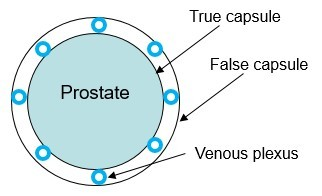 True capsule
False capsule
Prostate
Venous plexus